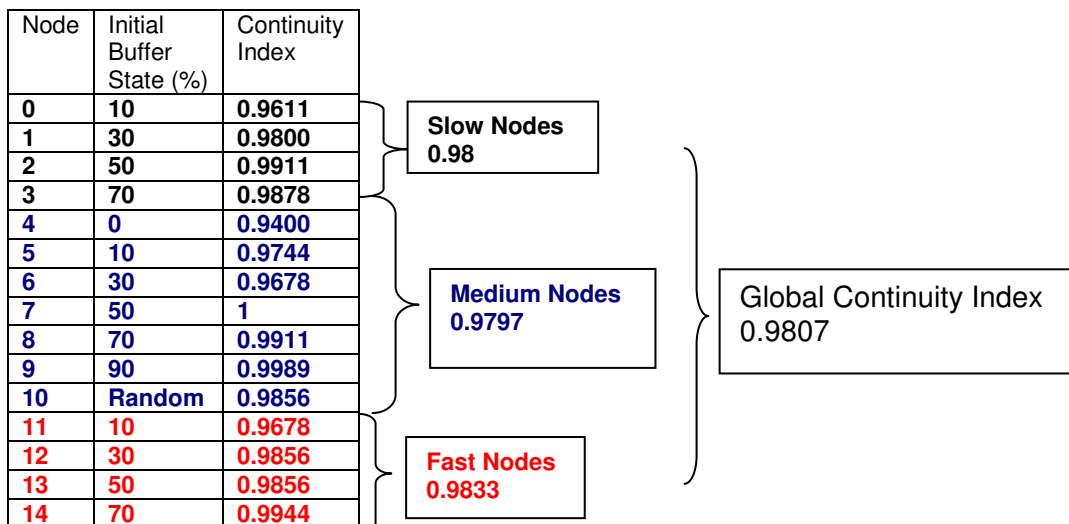 Node Initial Buffer State (%) Continuity Index
0 10 0.9611
1 30 0.9800
2 50 0.9911
3 70 0.9878
4 0 0.9400
5 10 0.9744
6 30 0.9678
7 50 1
8 70 0.9911
9 90 0.9989
10 Random 0.9856
11 10 0.9678
12 30 0.9856
13 50 0.9856
14 70 0.9944
Slow Nodes
0.98
Medium Nodes
0.9797
Fast Nodes
0.9833
Global Continuity Index
0.9807